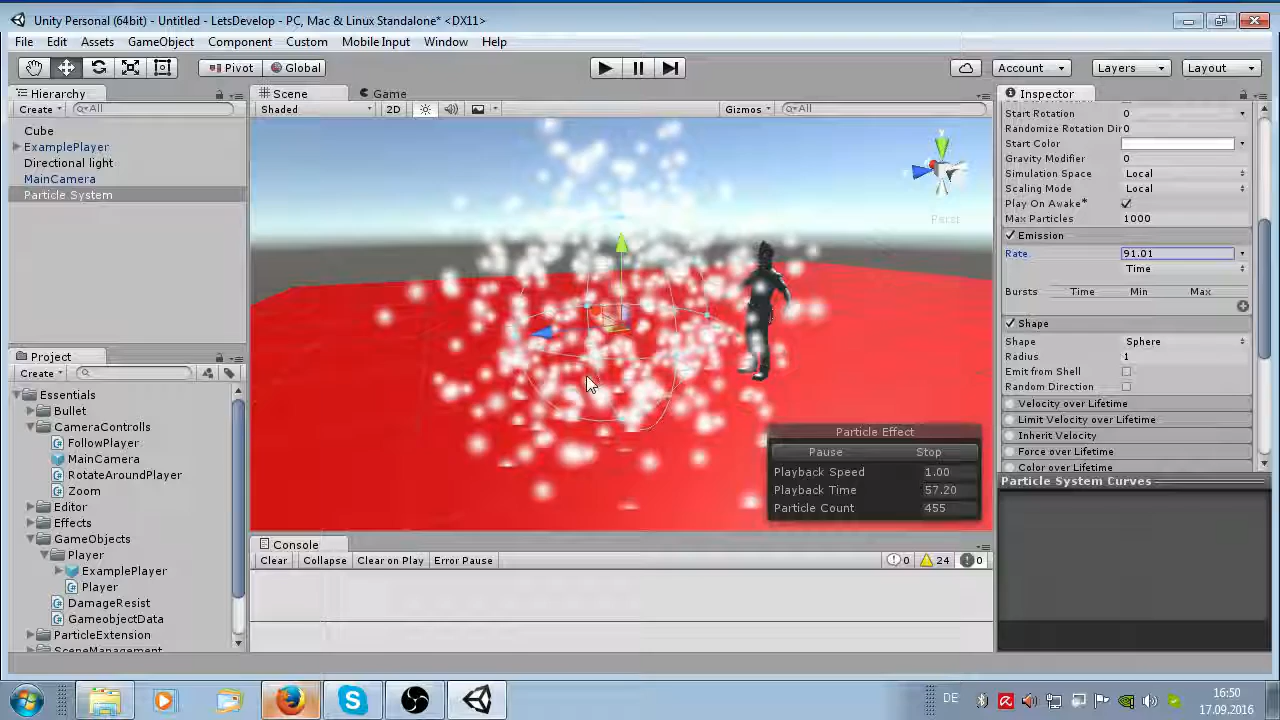 Unity Personal (64bit) - Untitled - LetsDevelop - PC, Mac & Linux Standalone* <DX11>
File Edit Assets GameObject Component Custom Mobile Input Window Help
Pivot Global Account Layers Layout
Hierarchy
Create All
Cube
ExamplePlayer
Directional light
MainCamera
Particle System
Project
Create
Essentials
Bullet
CameraControlls
FollowPlayer
MainCamera
RotateAroundPlayer
Zoom
Editor
Effects
GameObjects
Player
ExamplePlayer
Player
DamageResist
GameobjectData
ParticleExtension
SceneManagement
Scene Game
Shaded 2D Gizmos All
Persp
Particle Effect
Pause Stop
Playback Speed 1.00
Playback Time 57.20
Particle Count 455
Console
Clear Collapse Clear on Play Error Pause 0 24 0
Inspector
Start Rotation 0
Randomize Rotation Dir0
Start Color
Gravity Modifier 0
Simulation Space Local
Scaling Mode Local
Play On Awake*
Max Particles 1000
Emission
Rate 91.01
Time
Bursts Time Min Max
Shape
Shape Sphere
Radius 1
Emit from Shell
Random Direction
Velocity over Lifetime
Limit Velocity over Lifetime
Inherit Velocity
Force over Lifetime
Color over Lifetime
Particle System Curves
DE 16:50
17.09.2016